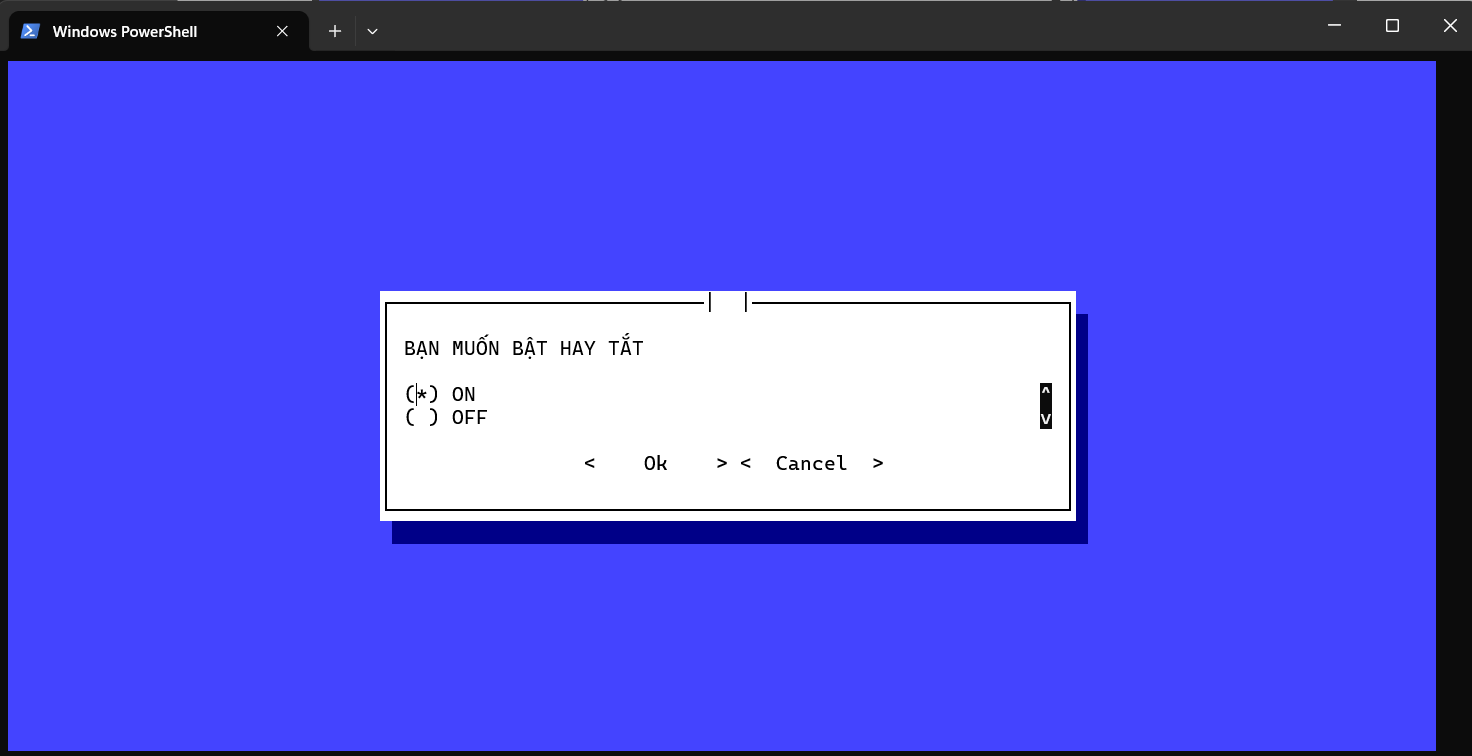 Windows PowerShell
BẠN MUỐN BẬT HAY TẮT
(*) ON
( ) OFF
^
v
< Ok > < Cancel >